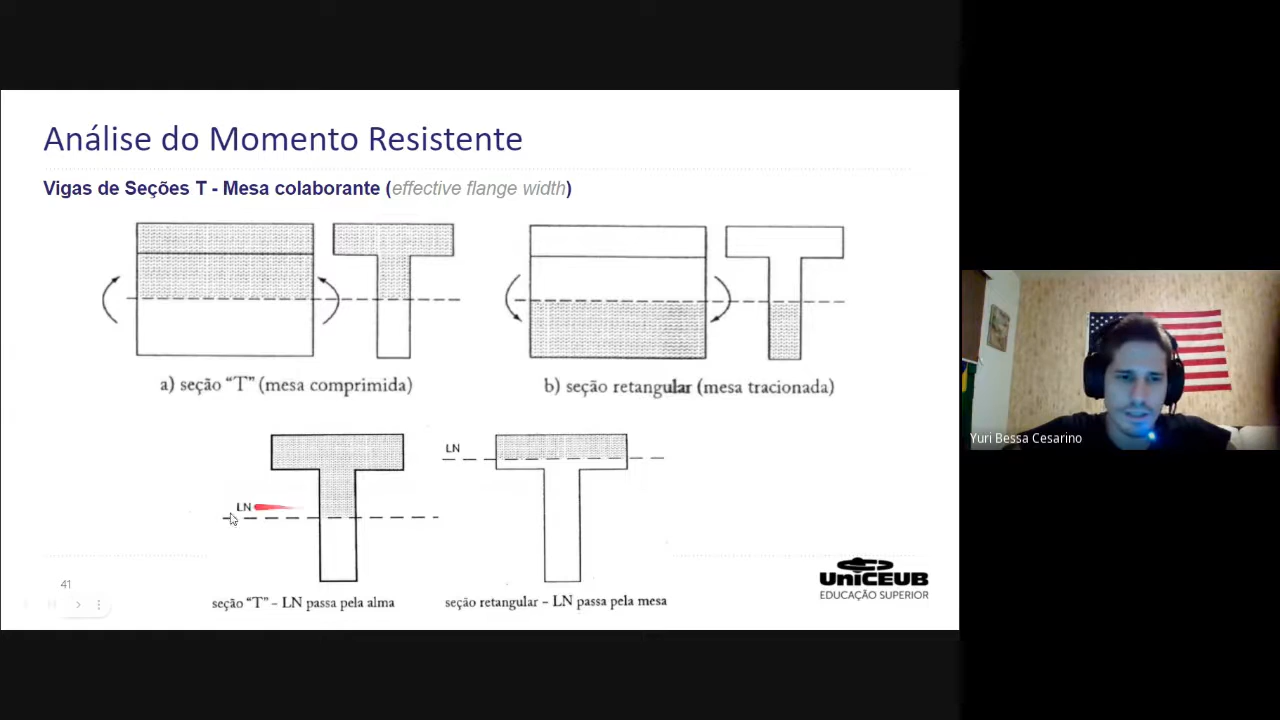 Análise do Momento Resistente
Vigas de Seções T - Mesa colaborante (effective flange width)
a) seção “T” (mesa comprimida)
b) seção retangular (mesa tracionada)
LN
LN
41
seção “T” – LN passa pela alma
seção retangular – LN passa pela mesa
UniCEUB
EDUCAÇÃO SUPERIOR
Yuri Bessa Cesarino